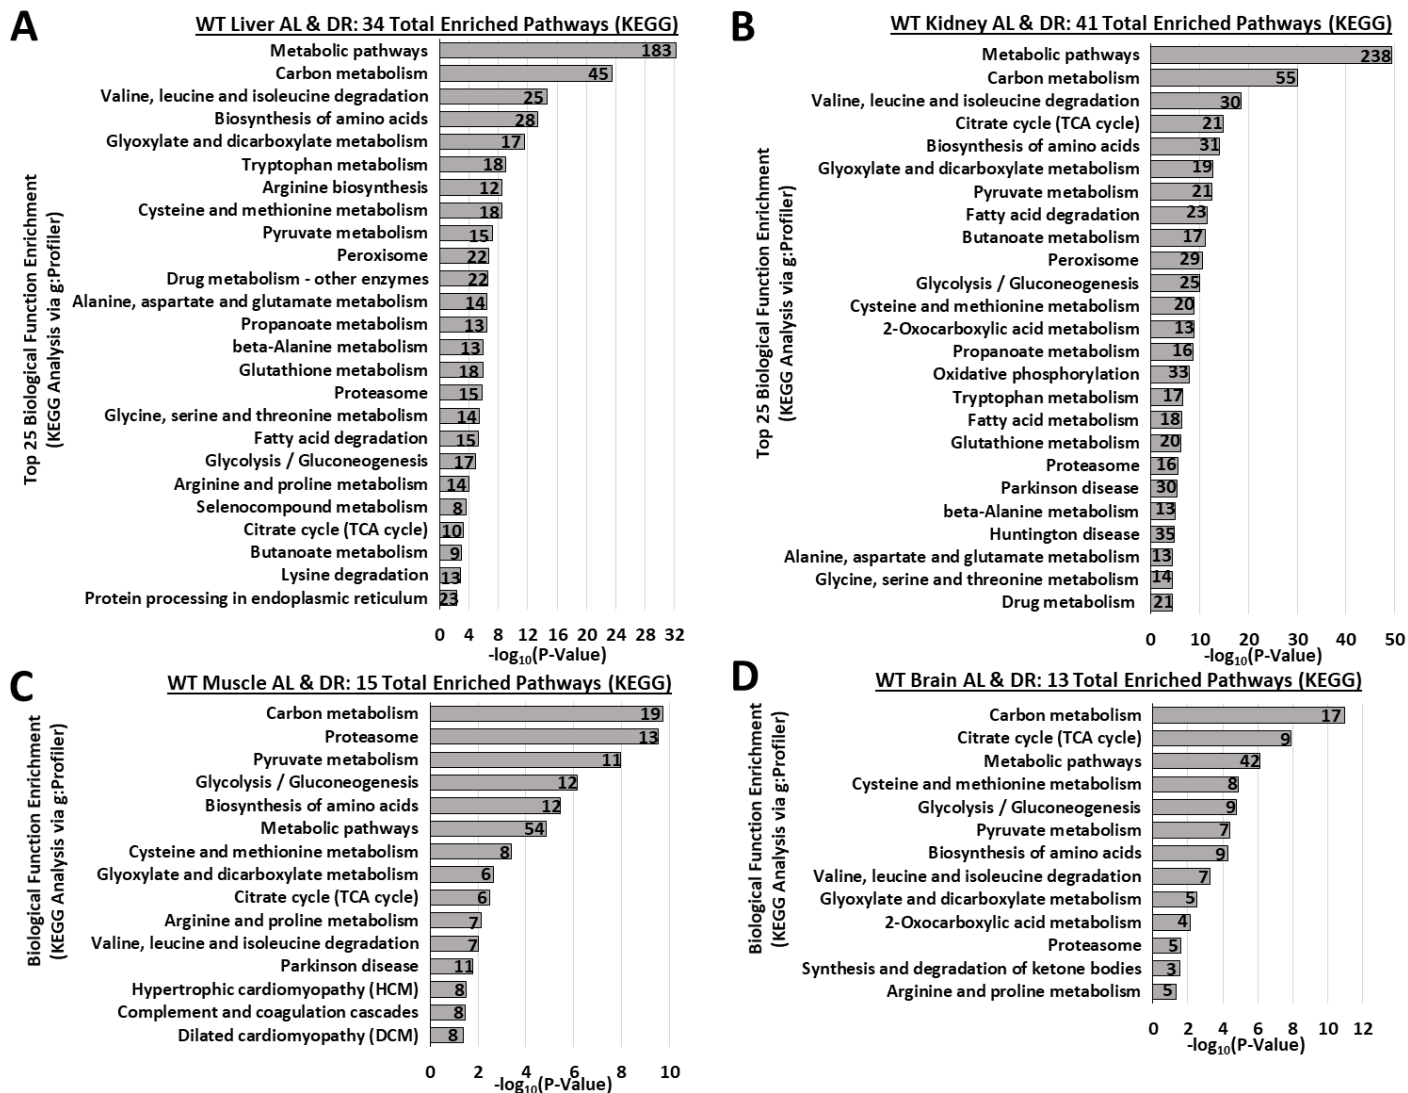 A
WT Liver AL & DR: 34 Total Enriched Pathways (KEGG)
Top 25 Biological Function Enrichment
(KEGG Analysis via g:Profiler)
Metabolic pathways 183
Carbon metabolism 45
Valine, leucine and isoleucine degradation 25
Biosynthesis of amino acids 28
Glyoxylate and dicarboxylate metabolism 17
Tryptophan metabolism 18
Arginine biosynthesis 12
Cysteine and methionine metabolism 18
Pyruvate metabolism 15
Peroxisome 22
Drug metabolism - other enzymes 22
Alanine, aspartate and glutamate metabolism 14
Propanoate metabolism 13
beta-Alanine metabolism 13
Glutathione metabolism 18
Proteasome 15
Glycine, serine and threonine metabolism 14
Fatty acid degradation 15
Glycolysis / Gluconeogenesis 17
Arginine and proline metabolism 14
Selenocompound metabolism 8
Citrate cycle (TCA cycle) 10
Butanoate metabolism 9
Lysine degradation 13
Protein processing in endoplasmic reticulum 23
0 4 8 12 16 20 24 28 32
-log10(P-Value)
B
WT Kidney AL & DR: 41 Total Enriched Pathways (KEGG)
Top 25 Biological Function Enrichment
(KEGG Analysis via g:Profiler)
Metabolic pathways 238
Carbon metabolism 55
Valine, leucine and isoleucine degradation 30
Citrate cycle (TCA cycle) 21
Biosynthesis of amino acids 31
Glyoxylate and dicarboxylate metabolism 19
Pyruvate metabolism 21
Fatty acid degradation 23
Butanoate metabolism 17
Peroxisome 29
Glycolysis / Gluconeogenesis 25
Cysteine and methionine metabolism 20
2-Oxocarboxylic acid metabolism 13
Propanoate metabolism 16
Oxidative phosphorylation 33
Tryptophan metabolism 17
Fatty acid metabolism 18
Glutathione metabolism 20
Proteasome 16
Parkinson disease 30
beta-Alanine metabolism 13
Huntington disease 35
Alanine, aspartate and glutamate metabolism 13
Glycine, serine and threonine metabolism 14
Drug metabolism 21
0 10 20 30 40 50
-log10(P-Value)
C
WT Muscle AL & DR: 15 Total Enriched Pathways (KEGG)
Biological Function Enrichment
(KEGG Analysis via g:Profiler)
Carbon metabolism 19
Proteasome 13
Pyruvate metabolism 11
Glycolysis / Gluconeogenesis 12
Biosynthesis of amino acids 12
Metabolic pathways 54
Cysteine and methionine metabolism 8
Glyoxylate and dicarboxylate metabolism 6
Citrate cycle (TCA cycle) 6
Arginine and proline metabolism 7
Valine, leucine and isoleucine degradation 7
Parkinson disease 11
Hypertrophic cardiomyopathy (HCM) 8
Complement and coagulation cascades 8
Dilated cardiomyopathy (DCM) 8
0 2 4 6 8 10
-log10(P-Value)
D
WT Brain AL & DR: 13 Total Enriched Pathways (KEGG)
Biological Function Enrichment
(KEGG Analysis via g:Profiler)
Carbon metabolism 17
Citrate cycle (TCA cycle) 9
Metabolic pathways 42
Cysteine and methionine metabolism 8
Glycolysis / Gluconeogenesis 9
Pyruvate metabolism 7
Biosynthesis of amino acids 9
Valine, leucine and isoleucine degradation 7
Glyoxylate and dicarboxylate metabolism 5
2-Oxocarboxylic acid metabolism 4
Proteasome 5
Synthesis and degradation of ketone bodies 3
Arginine and proline metabolism 5
0 2 4 6 8 10 12
-log10(P-Value)